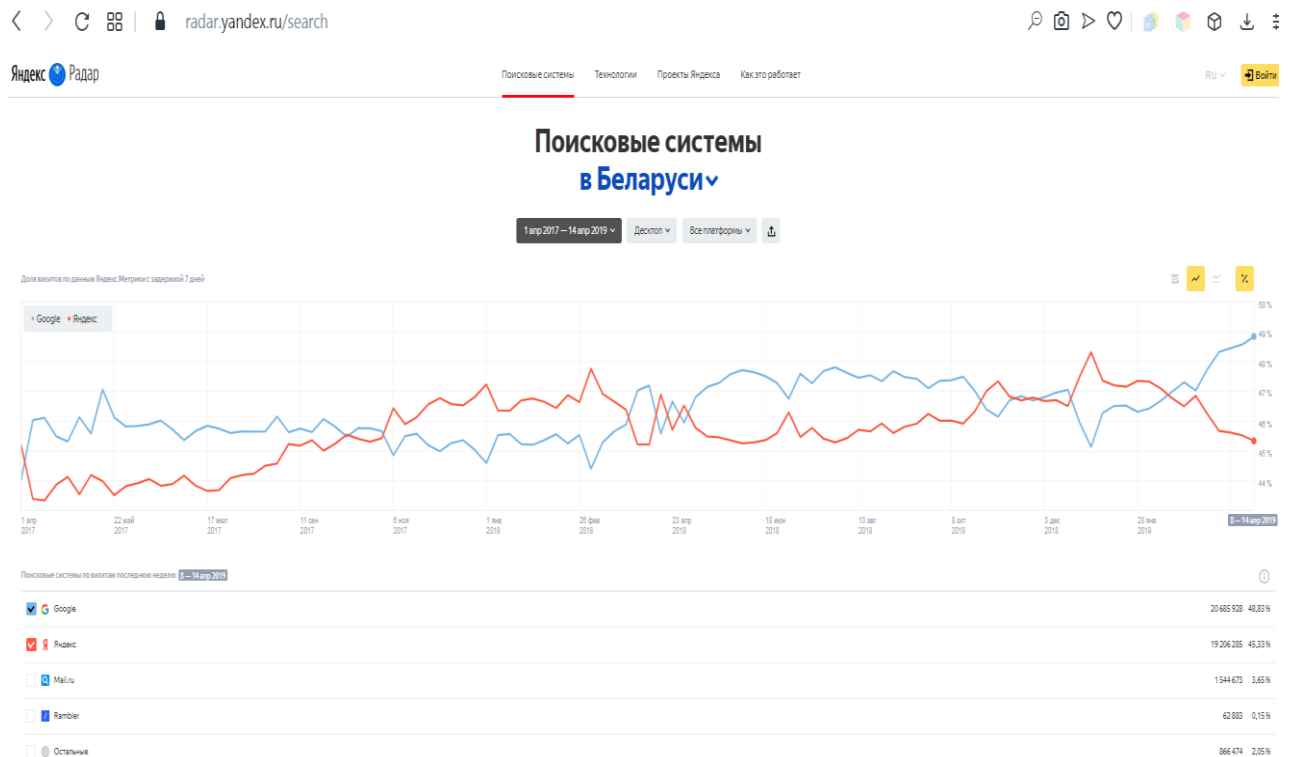 radar.yandex.ru/search
Яндекс Радар
Поисковые системы Технологии Проекты Яндекса Как это работает
RU Войти
Поисковые системы
в Беларуси
1 апр 2017 — 14 апр 2019 Десктоп Все платформы
Доля визитов по данным Яндекс.Метрики с задержкой 7 дней
%
Google Яндекс
50 %
49 %
48 %
47 %
46 %
45 %
44 %
1 апр 22 май 17 июл 11 сен 6 ноя 1 янв 26 фев 23 апр 18 июн 13 авг 8 окт 3 дек 28 янв 8 — 14 апр 2019
2017 2017 2017 2017 2017 2018 2018 2018 2018 2018 2018 2018 2019
Поисковые системы по визитам последнюю неделю: 8 — 14 апр 2019
Google 20 685 928 48,83 %
Яндекс 19 206 285 45,33 %
Mail.ru 1 544 673 3,65 %
Rambler 62 883 0,15 %
Остальные 866 474 2,05 %